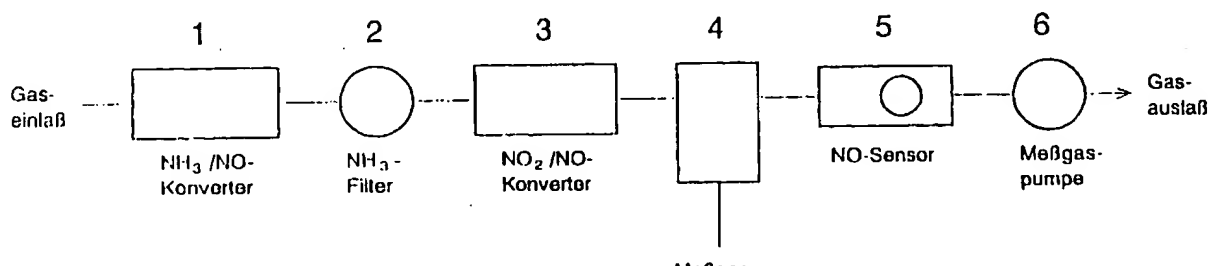 1 2 3 4 5 6
Gas-
einlaß
NH₃/NO-
Konverter
NH₃-
Filter
NO₂/NO-
Konverter
NO-Sensor
Meßgas-
pumpe
Gas-
auslaß